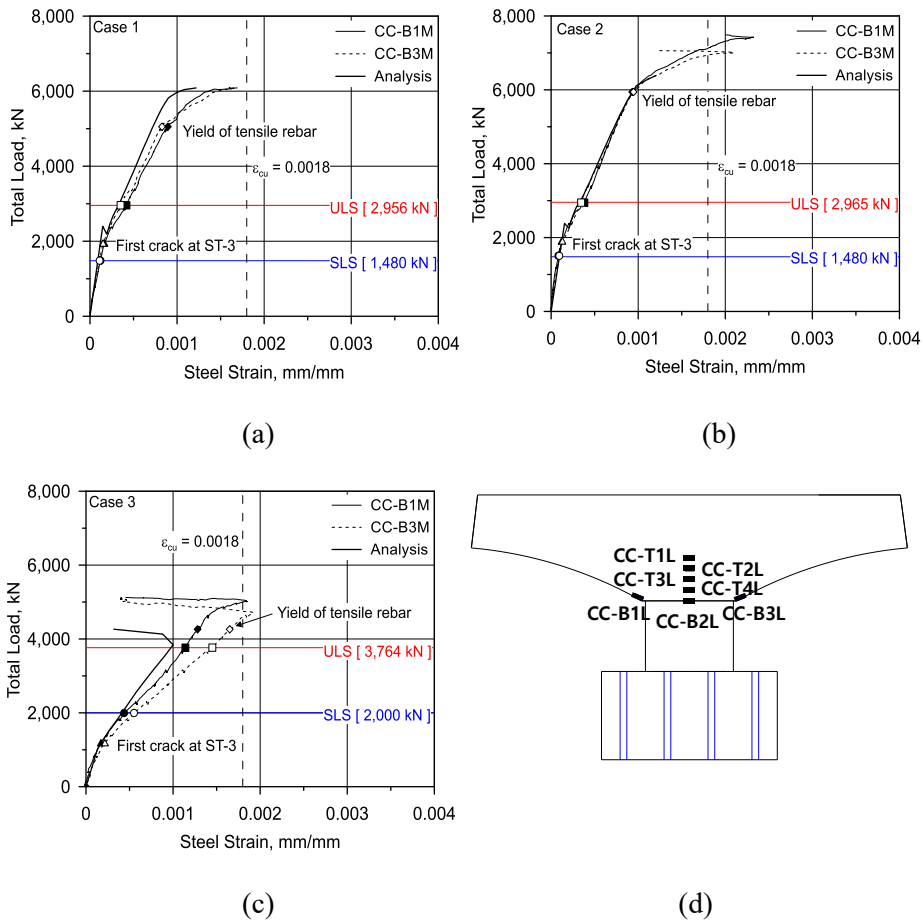 Case 1
CC-B1M
CC-B3M
Analysis
8,000
6,000
4,000
2,000
0
Total Load, kN
Yield of tensile rebar
εcu = 0.0018
ULS [ 2,956 kN ]
First crack at ST-3
SLS [ 1,480 kN ]
0 0.001 0.002 0.003 0.004
Steel Strain, mm/mm
(a)
Case 2
CC-B1M
CC-B3M
Analysis
8,000
6,000
4,000
2,000
0
Total Load, kN
Yield of tensile rebar
εcu = 0.0018
ULS [ 2,965 kN ]
First crack at ST-3
SLS [ 1,480 kN ]
0 0.001 0.002 0.003 0.004
Steel Strain, mm/mm
(b)
Case 3
CC-B1M
CC-B3M
Analysis
8,000
6,000
4,000
2,000
0
Total Load, kN
εcu = 0.0018
Yield of tensile rebar
ULS [ 3,764 kN ]
SLS [ 2,000 kN ]
First crack at ST-3
0 0.001 0.002 0.003 0.004
Steel Strain, mm/mm
(c)
CC-T1L
CC-T2L
CC-T3L
CC-T4L
CC-B1L
CC-B2L
CC-B3L
(d)